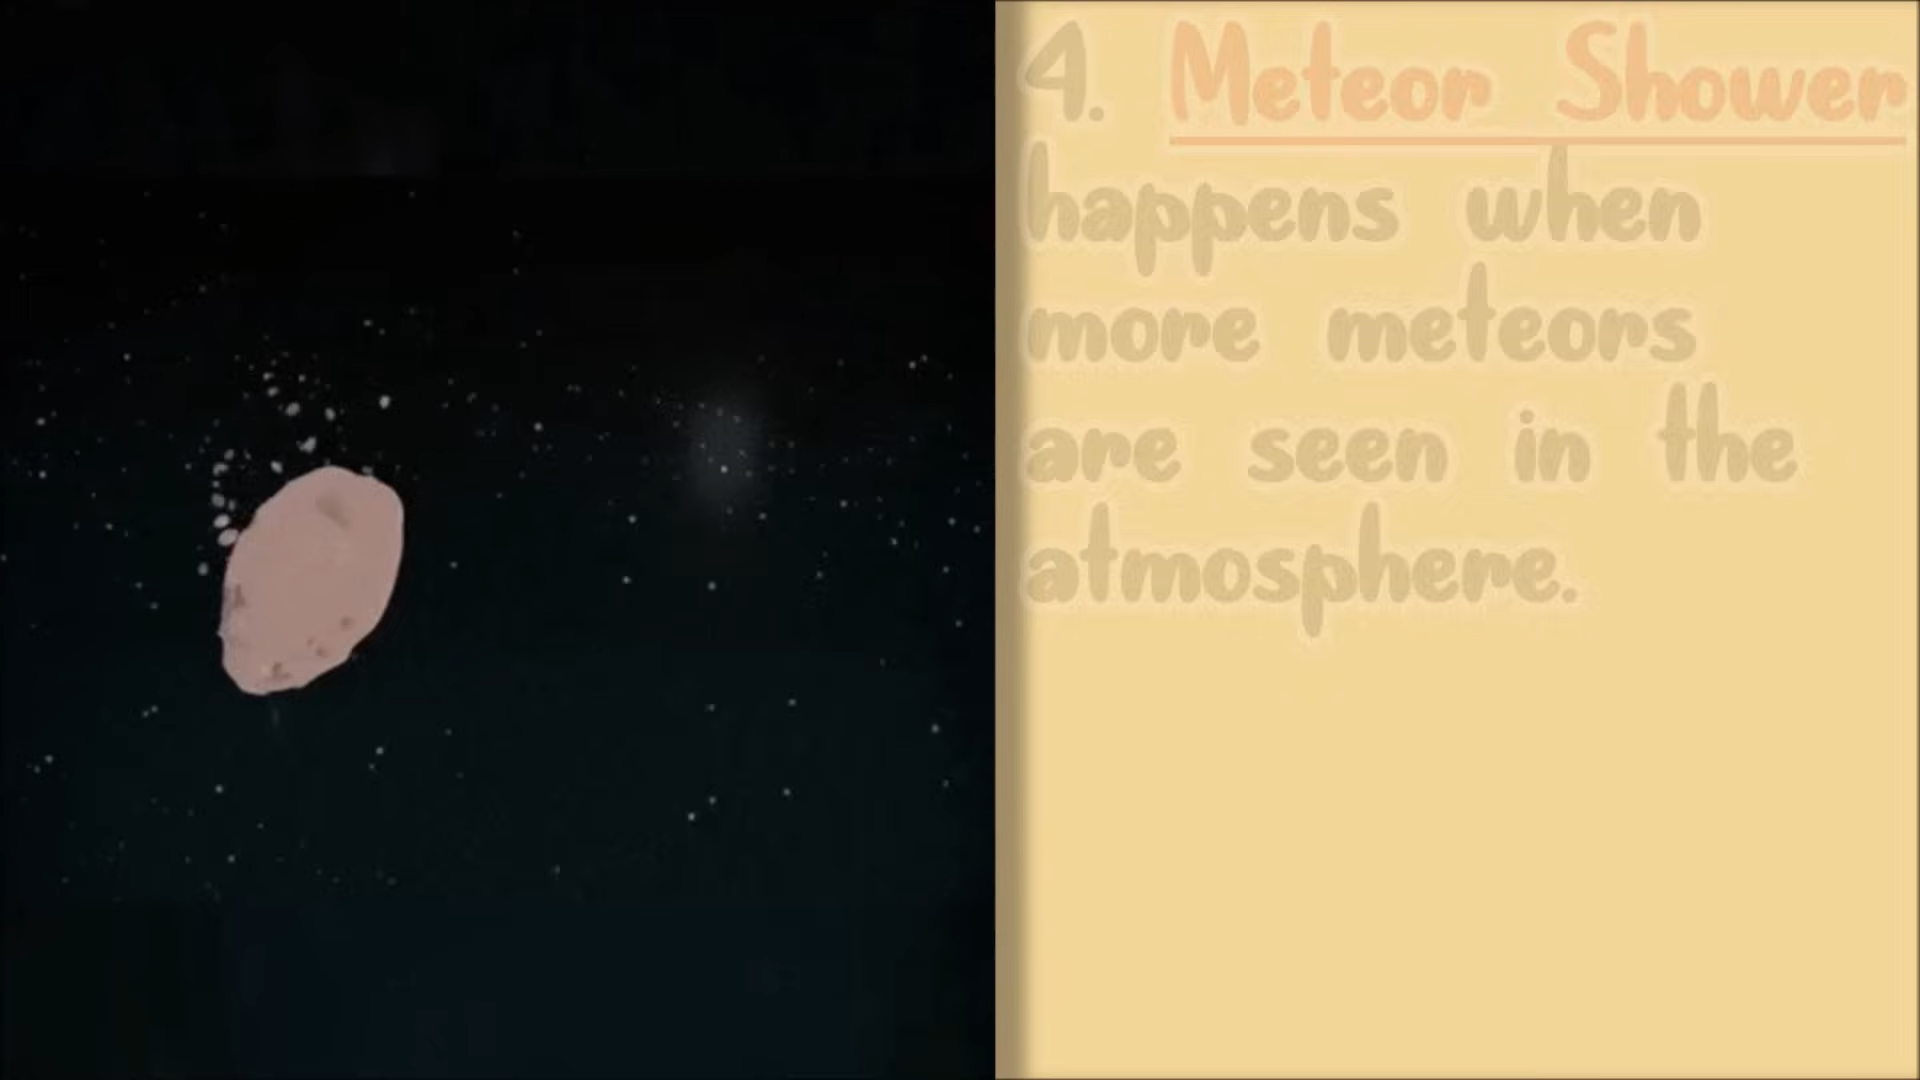 4. Meteor Shower
happens when
more meteors
are seen in the
atmosphere.